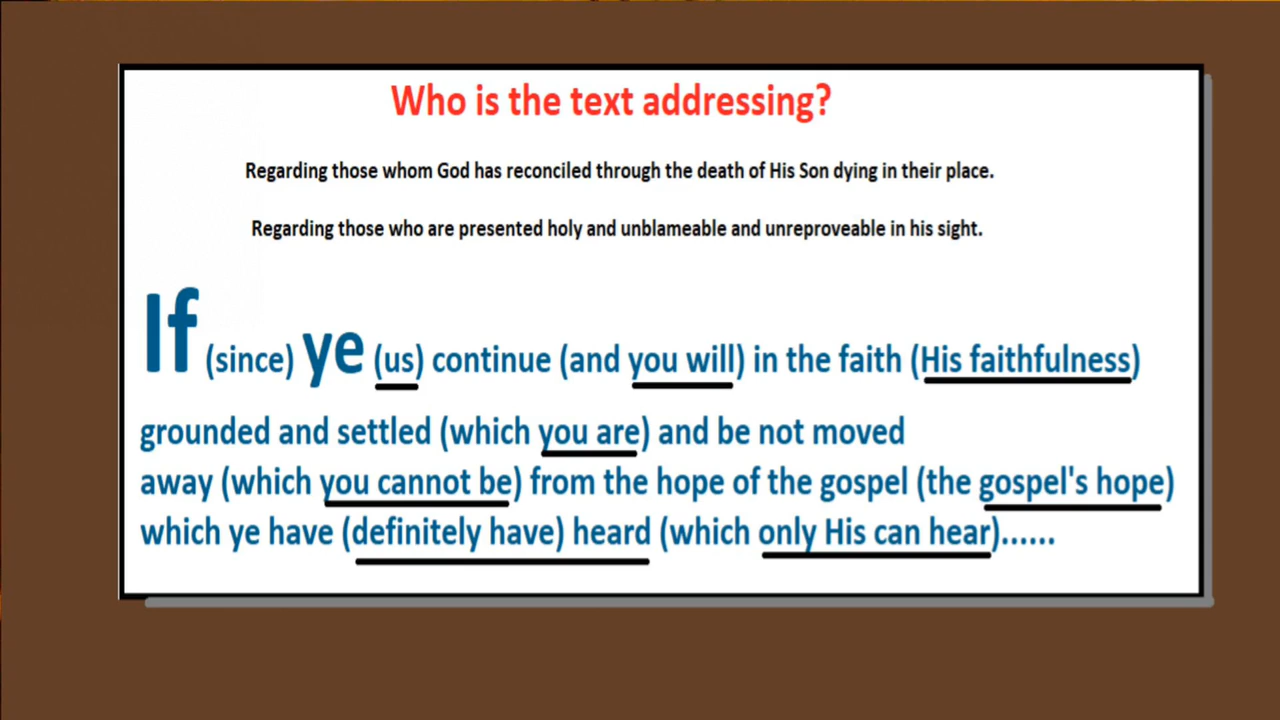 Who is the text addressing?
Regarding those whom God has reconciled through the death of His Son dying in their place.
Regarding those who are presented holy and unblameable and unreproveable in his sight.
If (since) ye (us) continue (and you will) in the faith (His faithfulness)
grounded and settled (which you are) and be not moved
away (which you cannot be) from the hope of the gospel (the gospel's hope)
which ye have (definitely have) heard (which only His can hear)......